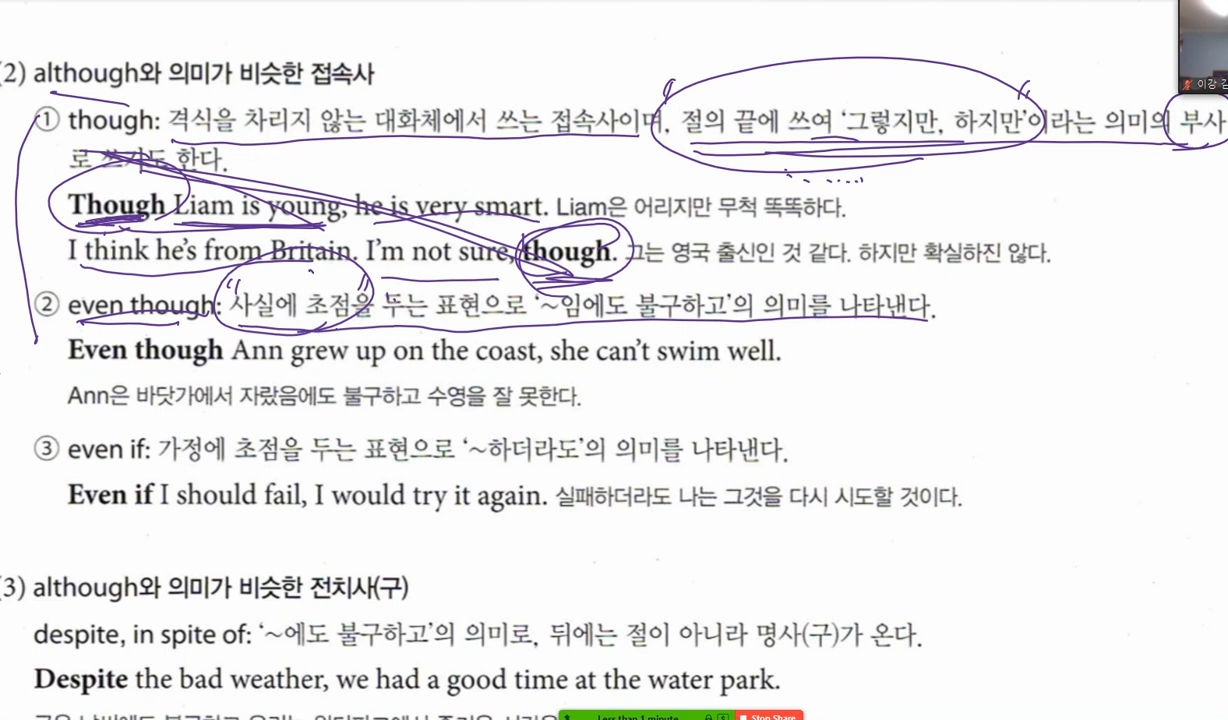 (2) although와 의미가 비슷한 접속사
① though: 격식을 차리지 않는 대화체에서 쓰는 접속사이며, 절의 끝에 쓰여 ‘그렇지만, 하지만’이라는 의미의 부사
로 쓰기도 한다.
Though Liam is young, he is very smart. Liam은 어리지만 무척 똑똑하다.
I think he’s from Britain. I’m not sure, though. 그는 영국 출신인 것 같다. 하지만 확실하진 않다.
② even though: 사실에 초점을 두는 표현으로 ‘~임에도 불구하고’의 의미를 나타낸다.
Even though Ann grew up on the coast, she can’t swim well.
Ann은 바닷가에서 자랐음에도 불구하고 수영을 잘 못한다.
③ even if: 가정에 초점을 두는 표현으로 ‘~하더라도’의 의미를 나타낸다.
Even if I should fail, I would try it again. 실패하더라도 나는 그것을 다시 시도할 것이다.
(3) although와 의미가 비슷한 전치사(구)
despite, in spite of: ‘~에도 불구하고’의 의미로, 뒤에는 절이 아니라 명사(구)가 온다.
Despite the bad weather, we had a good time at the water park.
Less than 1 minute
Stop Share
이강